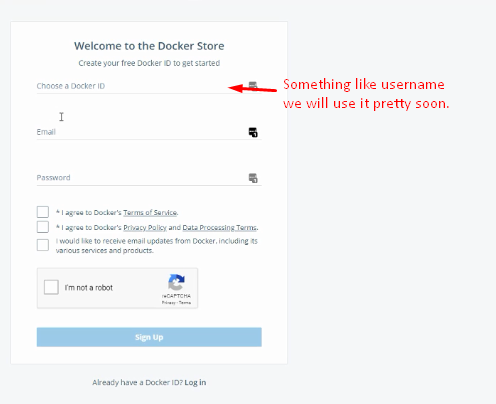 Welcome to the Docker Store
Create your free Docker ID to get started
Choose a Docker ID
Something like username
we will use it pretty soon.
Email
Password
* I agree to Docker's Terms of Service.
* I agree to Docker's Privacy Policy and Data Processing Terms.
I would like to receive email updates from Docker, including its
various services and products.
I'm not a robot
reCAPTCHA
Privacy - Terms
Sign Up
Already have a Docker ID? Log in